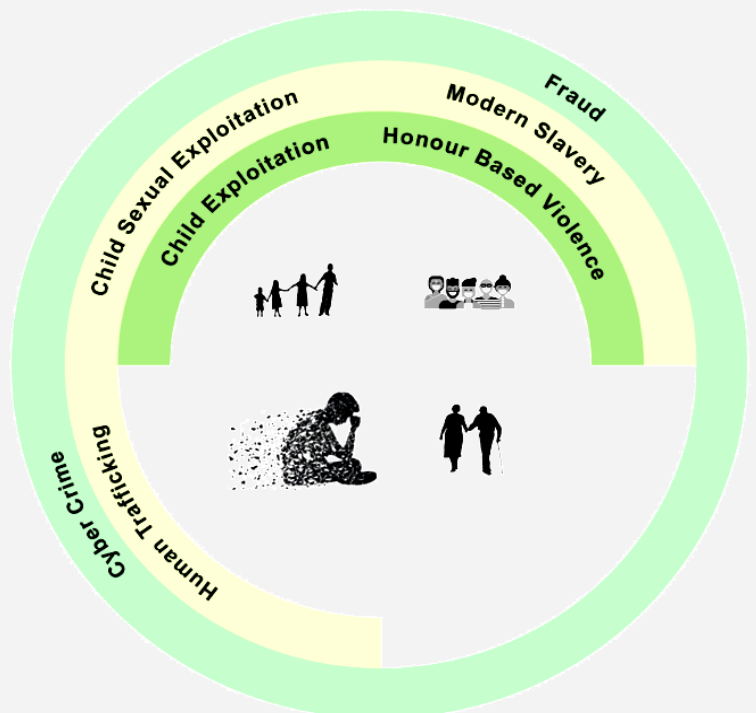 Fraud
Modern Slavery
Child Sexual Exploitation
Honour Based Violence
Child Exploitation
Human Trafficking
Cyber Crime